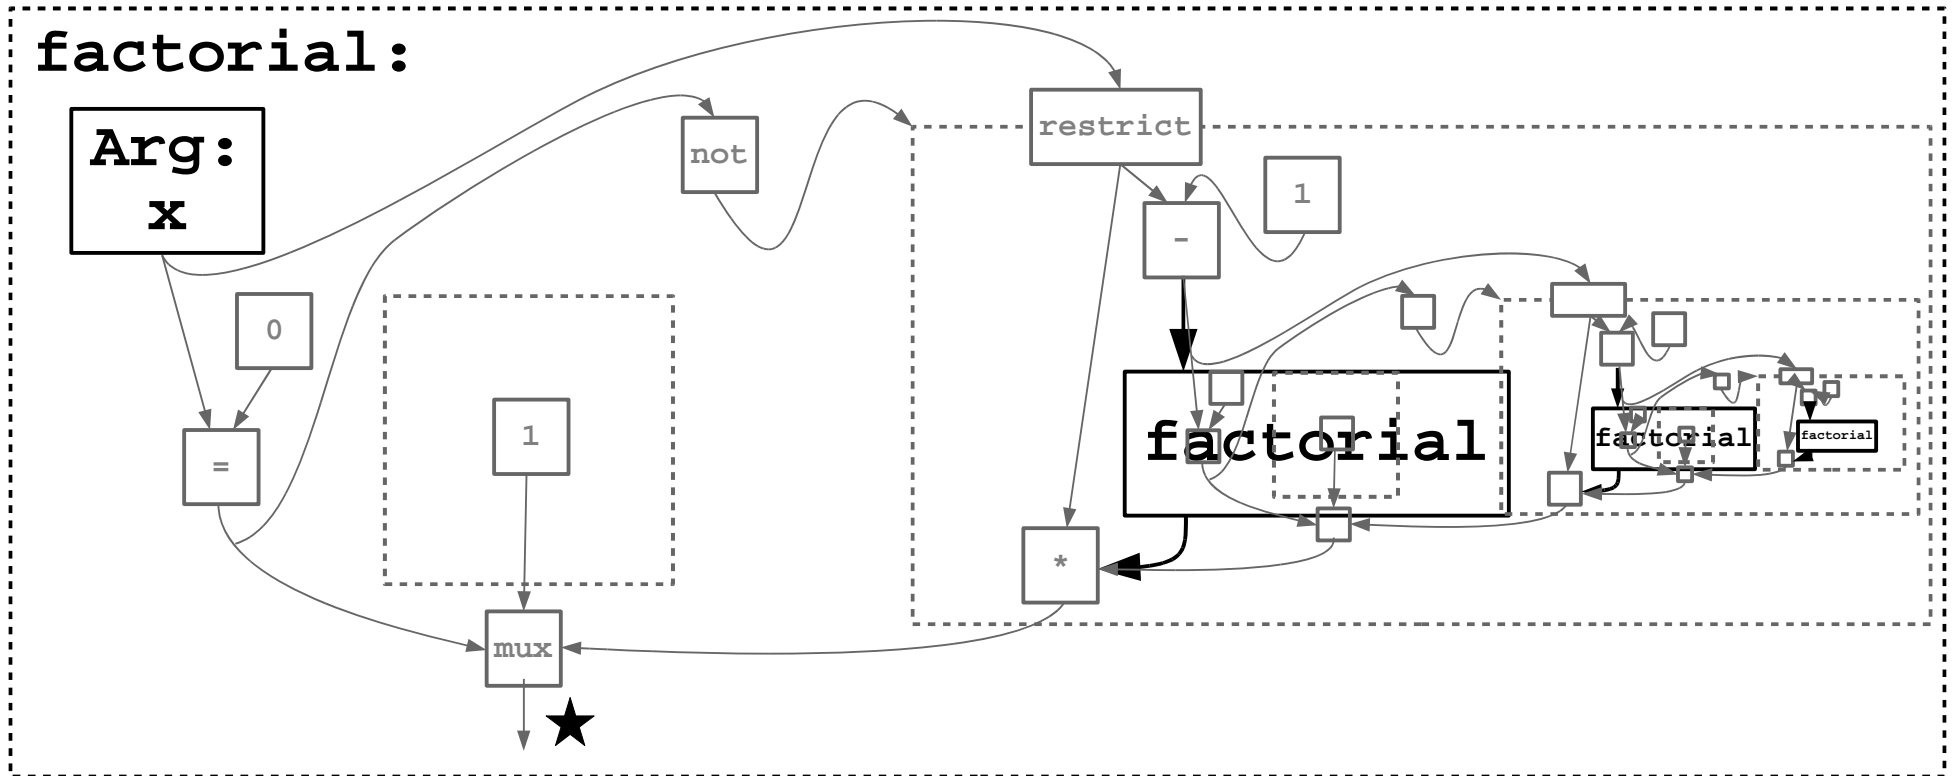 factorial:
Arg:
x
restrict
not
1
-
0
1
=
factorial
factorial
factorial
*
mux